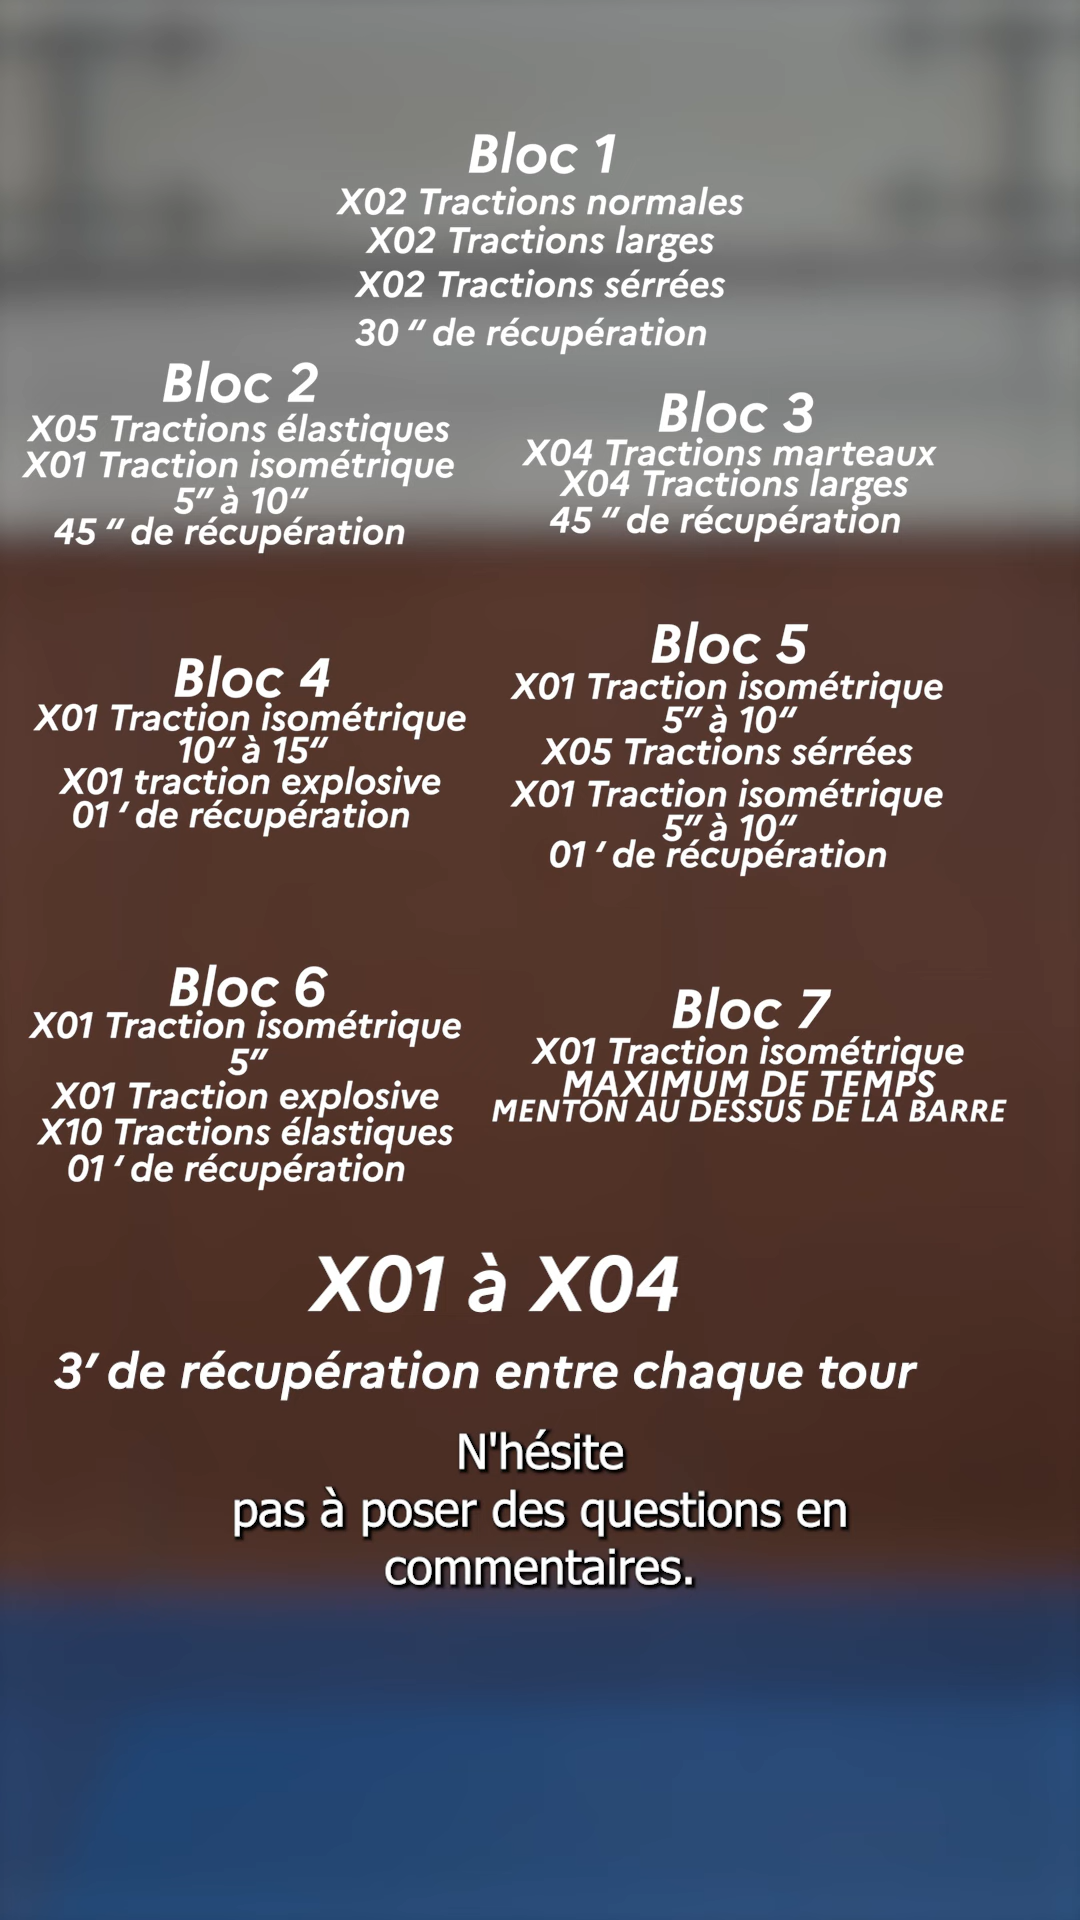 Bloc 1
X02 Tractions normales
X02 Tractions larges
X02 Tractions sérrées
30 " de récupération
Bloc 2
X05 Tractions élastiques
X01 Traction isométrique
5" à 10"
45 " de récupération
Bloc 3
X04 Tractions marteaux
X04 Tractions larges
45 " de récupération
Bloc 4
X01 Traction isométrique
10" à 15"
X01 traction explosive
01 ' de récupération
Bloc 5
X01 Traction isométrique
5" à 10"
X05 Tractions sérrées
X01 Traction isométrique
5" à 10"
01 ' de récupération
Bloc 6
X01 Traction isométrique
5"
X01 Traction explosive
X10 Tractions élastiques
01 ' de récupération
Bloc 7
X01 Traction isométrique
MAXIMUM DE TEMPS
MENTON AU DESSUS DE LA BARRE
X01 à X04
3' de récupération entre chaque tour
N'hésite
pas à poser des questions en
commentaires.